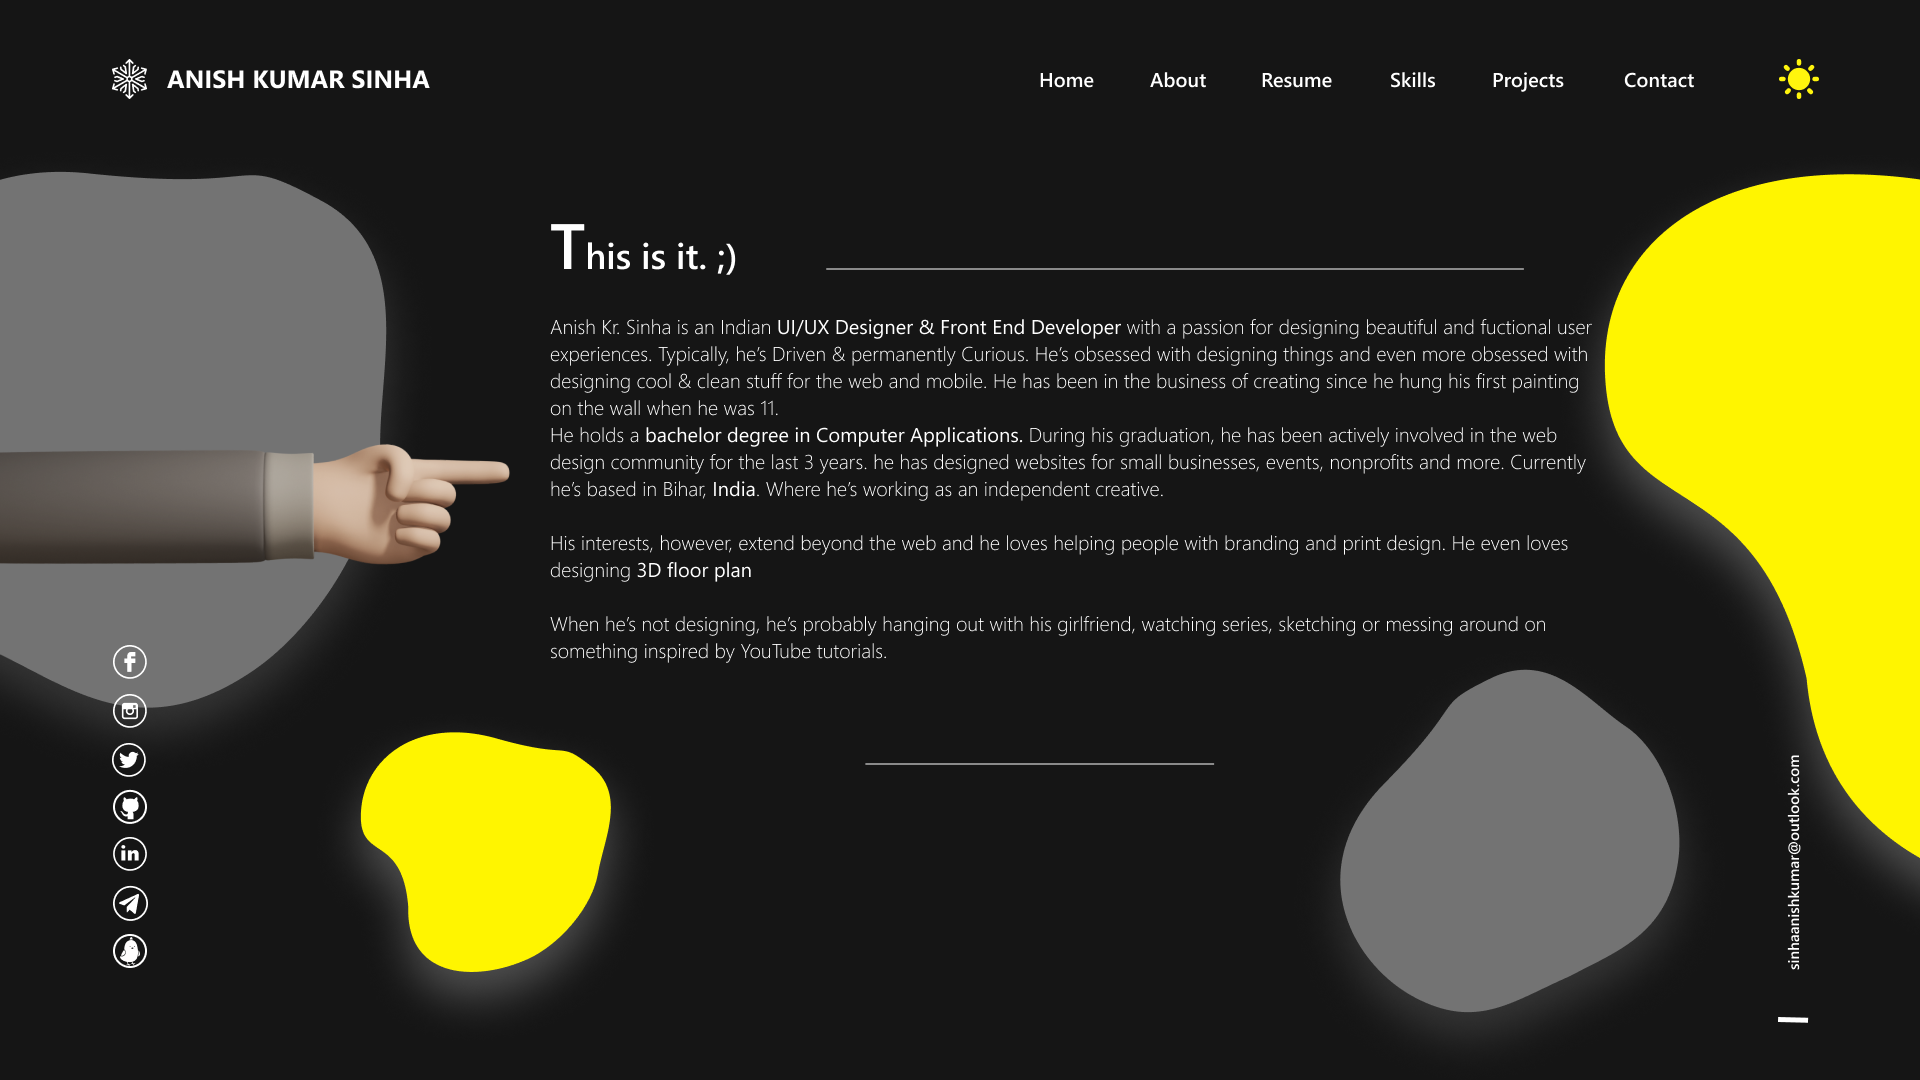 ANISH KUMAR SINHA
Home About Resume Skills Projects Contact
This is it. ;)
Anish Kr. Sinha is an Indian UI/UX Designer & Front End Developer with a passion for designing beautiful and fuctional user
experiences. Typically, he's Driven & permanently Curious. He's obsessed with designing things and even more obsessed with
designing cool & clean stuff for the web and mobile. He has been in the business of creating since he hung his first painting
on the wall when he was 11.
He holds a bachelor degree in Computer Applications. During his graduation, he has been actively involved in the web
design community for the last 3 years. he has designed websites for small businesses, events, nonprofits and more. Currently
he's based in Bihar, India. Where he's working as an independent creative.
His interests, however, extend beyond the web and he loves helping people with branding and print design. He even loves
designing 3D floor plan
When he's not designing, he's probably hanging out with his girlfriend, watching series, sketching or messing around on
something inspired by YouTube tutorials.
sinhaanishkumar@outlook.com